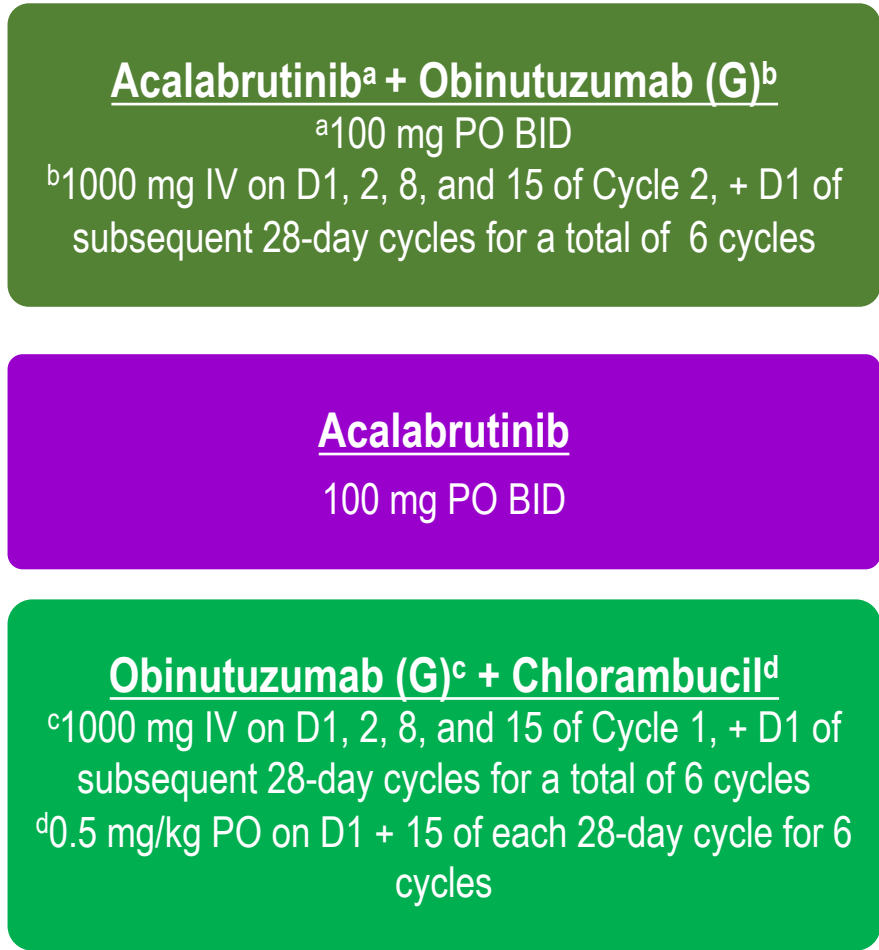 Acalabrutinibᵃ + Obinutuzumab (G)ᵇ
ᵃ100 mg PO BID
ᵇ1000 mg IV on D1, 2, 8, and 15 of Cycle 2, + D1 of
subsequent 28-day cycles for a total of 6 cycles
Acalabrutinib
100 mg PO BID
Obinutuzumab (G)ᶜ + Chlorambucilᵈ
ᶜ1000 mg IV on D1, 2, 8, and 15 of Cycle 1, + D1 of
subsequent 28-day cycles for a total of 6 cycles
ᵈ0.5 mg/kg PO on D1 + 15 of each 28-day cycle for 6
cycles